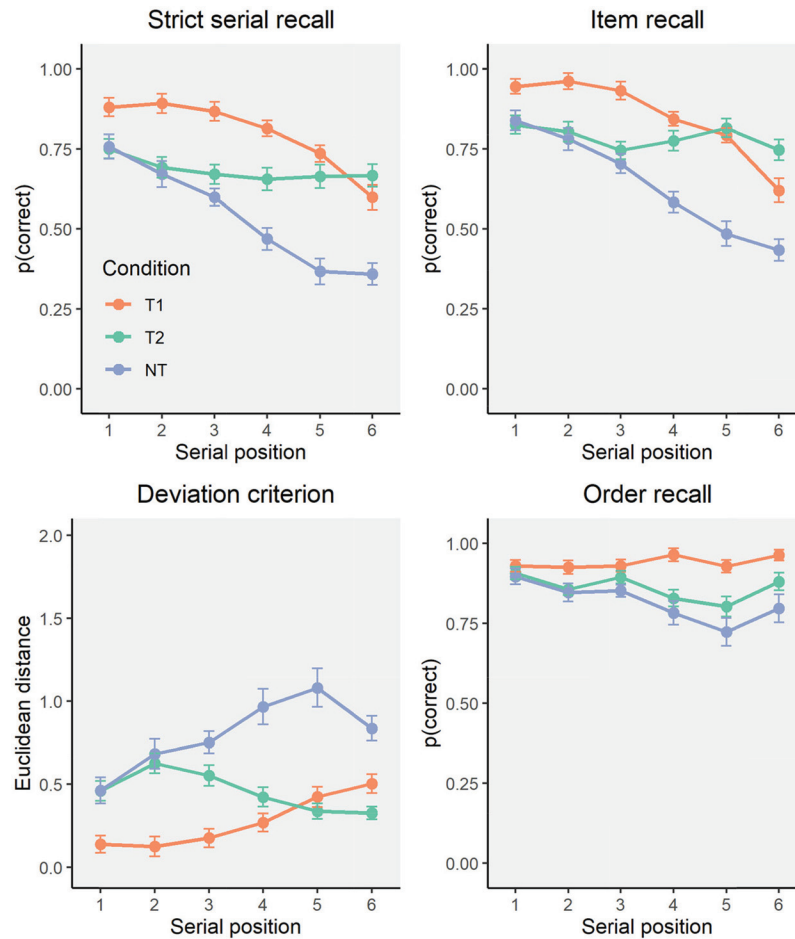 Strict serial recall
1.00
0.75
0.50
0.25
0.00
p(correct)
Condition
T1
T2
NT
1 2 3 4 5 6
Serial position
Item recall
1.00
0.75
0.50
0.25
0.00
p(correct)
1 2 3 4 5 6
Serial position
Deviation criterion
2.0
1.5
1.0
0.5
0.0
Euclidean distance
1 2 3 4 5 6
Serial position
Order recall
1.00
0.75
0.50
0.25
0.00
p(correct)
1 2 3 4 5 6
Serial position